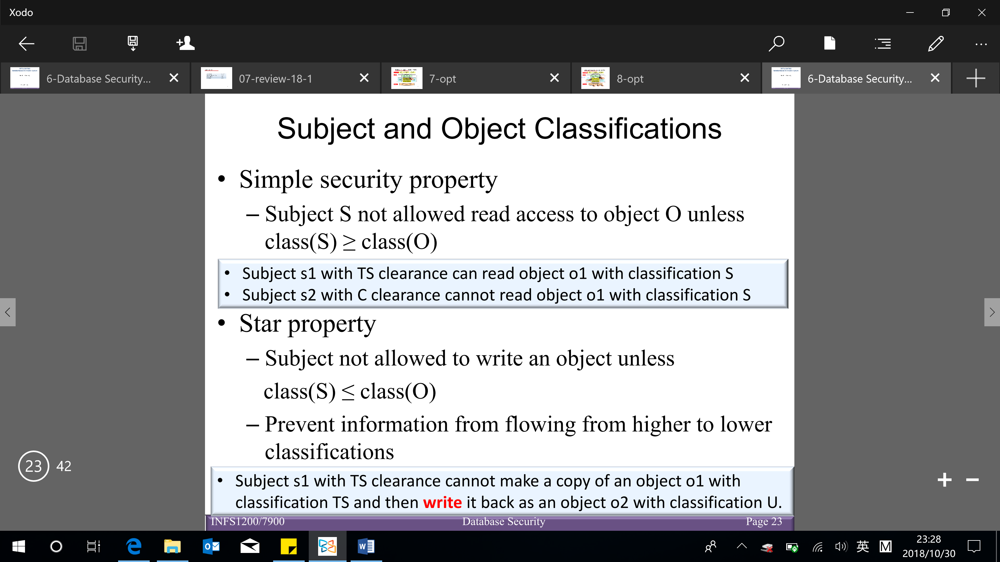 Xodo
6-Database Security...
07-review-18-1
7-opt
8-opt
6-Database Security...
Subject and Object Classifications
• Simple security property
– Subject S not allowed read access to object O unless
class(S) ≥ class(O)
• Subject s1 with TS clearance can read object o1 with classification S
• Subject s2 with C clearance cannot read object o1 with classification S
• Star property
– Subject not allowed to write an object unless
class(S) ≤ class(O)
– Prevent information from flowing from higher to lower
classifications
23 42
• Subject s1 with TS clearance cannot make a copy of an object o1 with
classification TS and then write it back as an object o2 with classification U.
INFS1200/7900 Database Security Page 23
英 M
23:28
2018/10/30